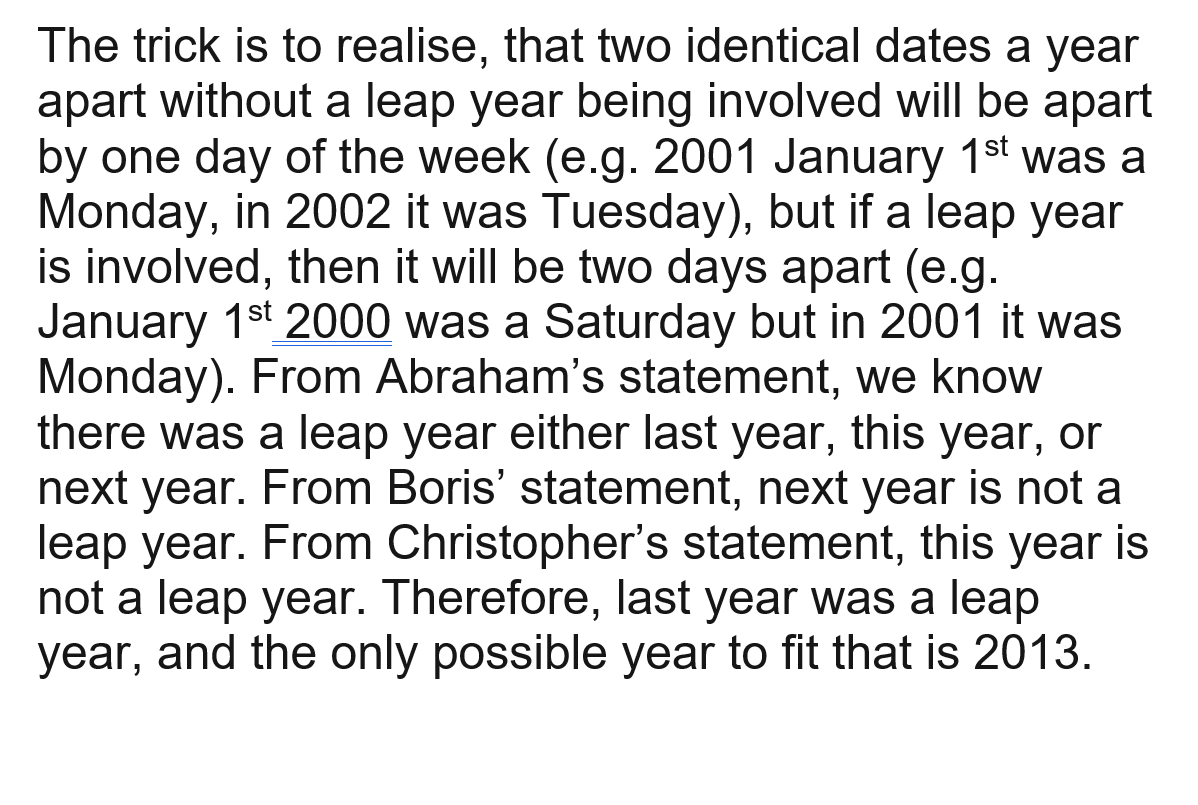 The trick is to realise, that two identical dates a year
apart without a leap year being involved will be apart
by one day of the week (e.g. 2001 January 1st was a
Monday, in 2002 it was Tuesday), but if a leap year
is involved, then it will be two days apart (e.g.
January 1st 2000 was a Saturday but in 2001 it was
Monday). From Abraham’s statement, we know
there was a leap year either last year, this year, or
next year. From Boris’ statement, next year is not a
leap year. From Christopher’s statement, this year is
not a leap year. Therefore, last year was a leap
year, and the only possible year to fit that is 2013.